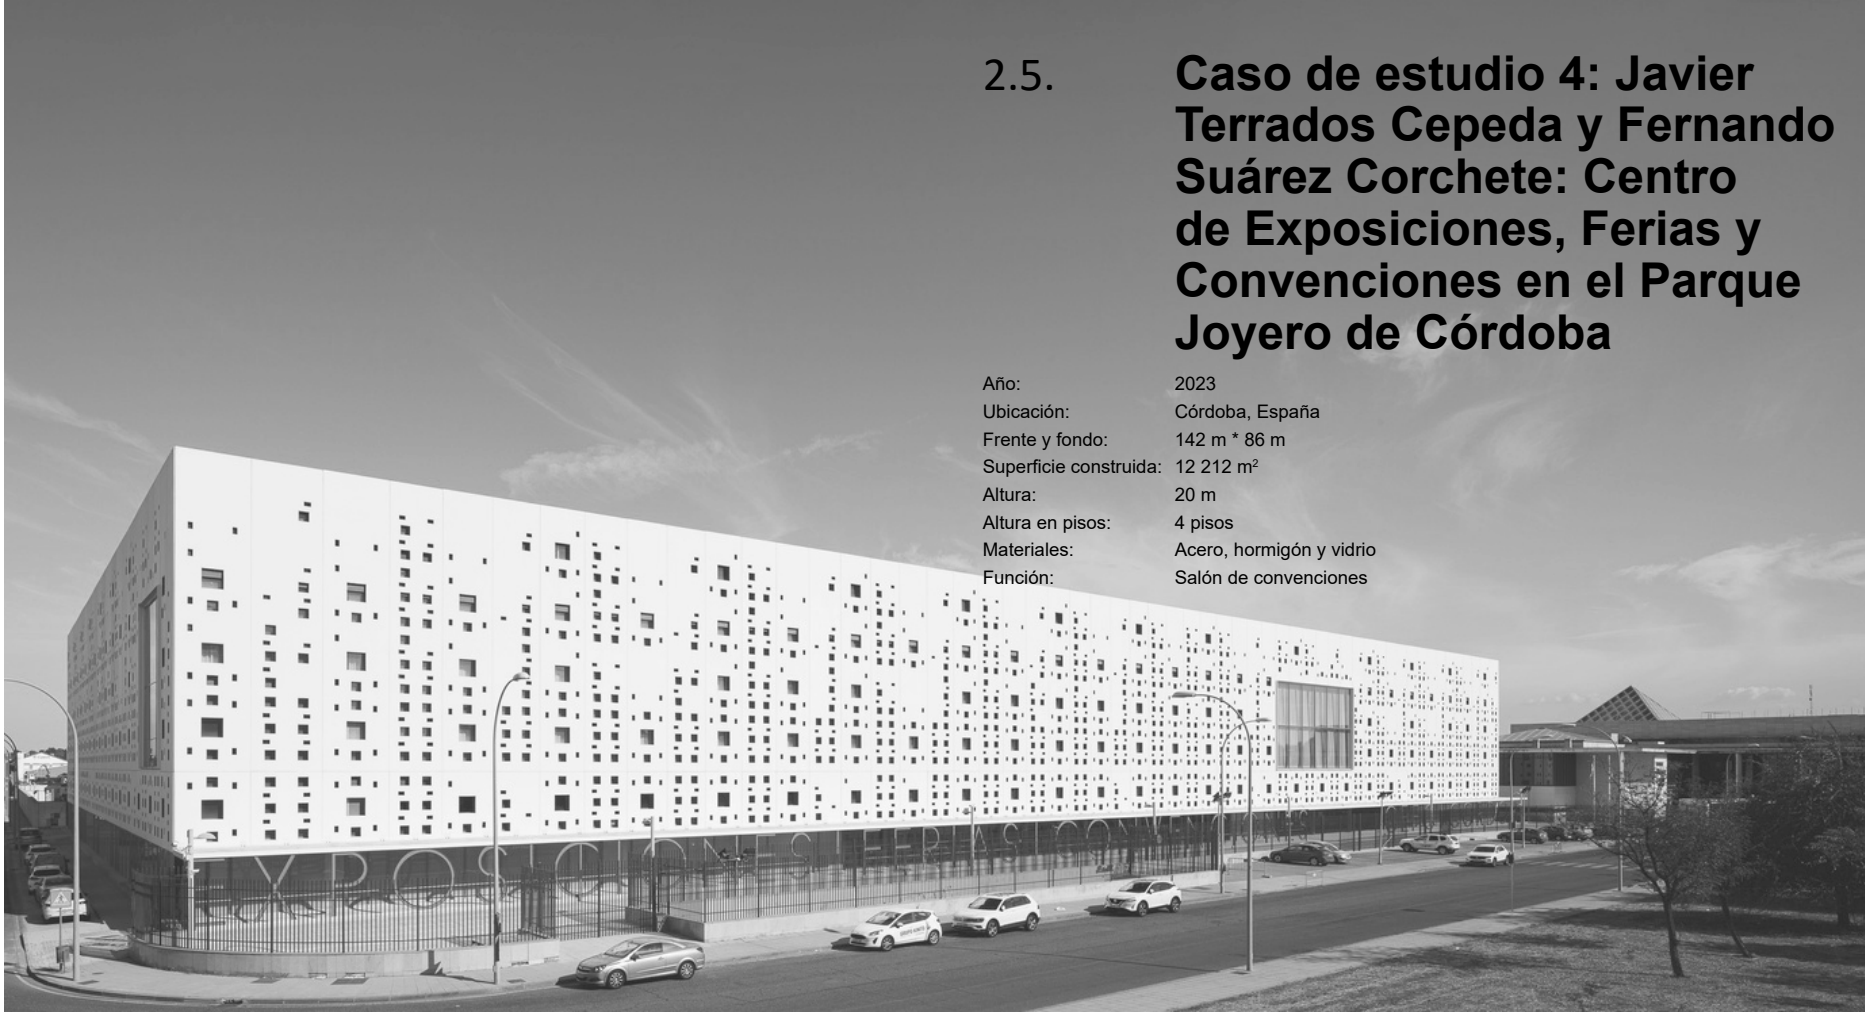 2.5.
Caso de estudio 4: Javier
Terrados Cepeda y Fernando
Suárez Corchete: Centro
de Exposiciones, Ferias y
Convenciones en el Parque
Joyero de Córdoba
Año: 2023
Ubicación: Córdoba, España
Frente y fondo: 142 m * 86 m
Superficie construida: 12 212 m²
Altura: 20 m
Altura en pisos: 4 pisos
Materiales: Acero, hormigón y vidrio
Función: Salón de convenciones
EXPOSICIONES FERIAS CONVENCIONES